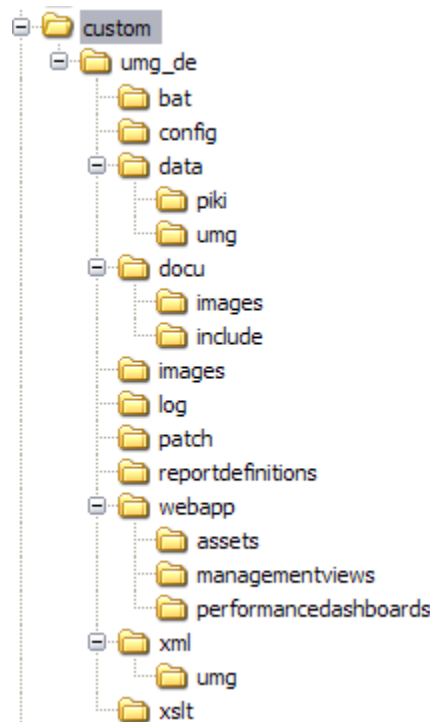 custom
umg_de
bat
config
data
piki
umg
docu
images
include
images
log
patch
reportdefinitions
webapp
assets
managementviews
performancedashboards
xml
umg
xslt